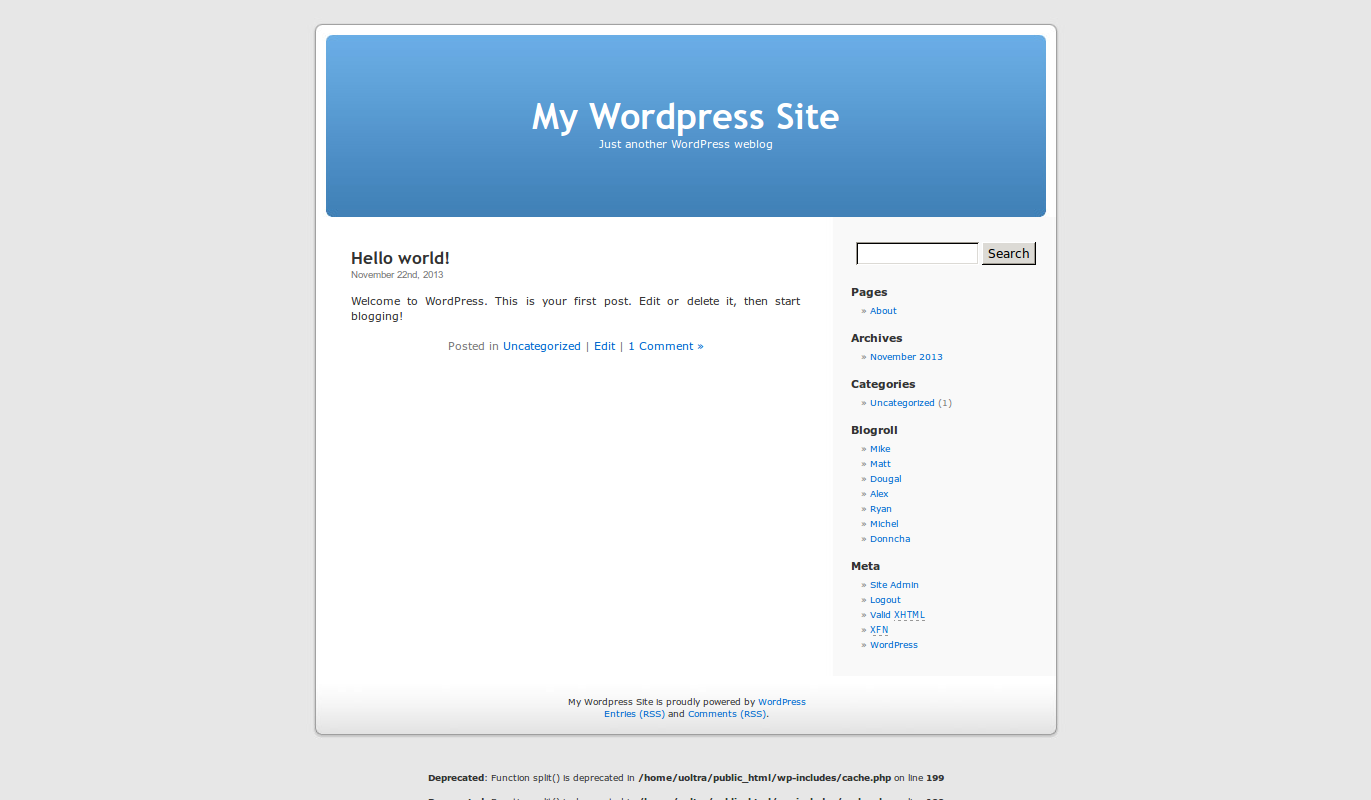 My Wordpress Site
Just another WordPress weblog
Hello world!
November 22nd, 2013
Welcome to WordPress. This is your first post. Edit or delete it, then start
blogging!
Posted in Uncategorized | Edit | 1 Comment »
Search
Pages
» About
Archives
» November 2013
Categories
» Uncategorized (1)
Blogroll
» Mike
» Matt
» Dougal
» Alex
» Ryan
» Michel
» Donncha
Meta
» Site Admin
» Logout
» Valid XHTML
» XFN
» WordPress
My Wordpress Site is proudly powered by WordPress
Entries (RSS) and Comments (RSS).
Deprecated: Function split() is deprecated in /home/uoltra/public_html/wp-includes/cache.php on line 199